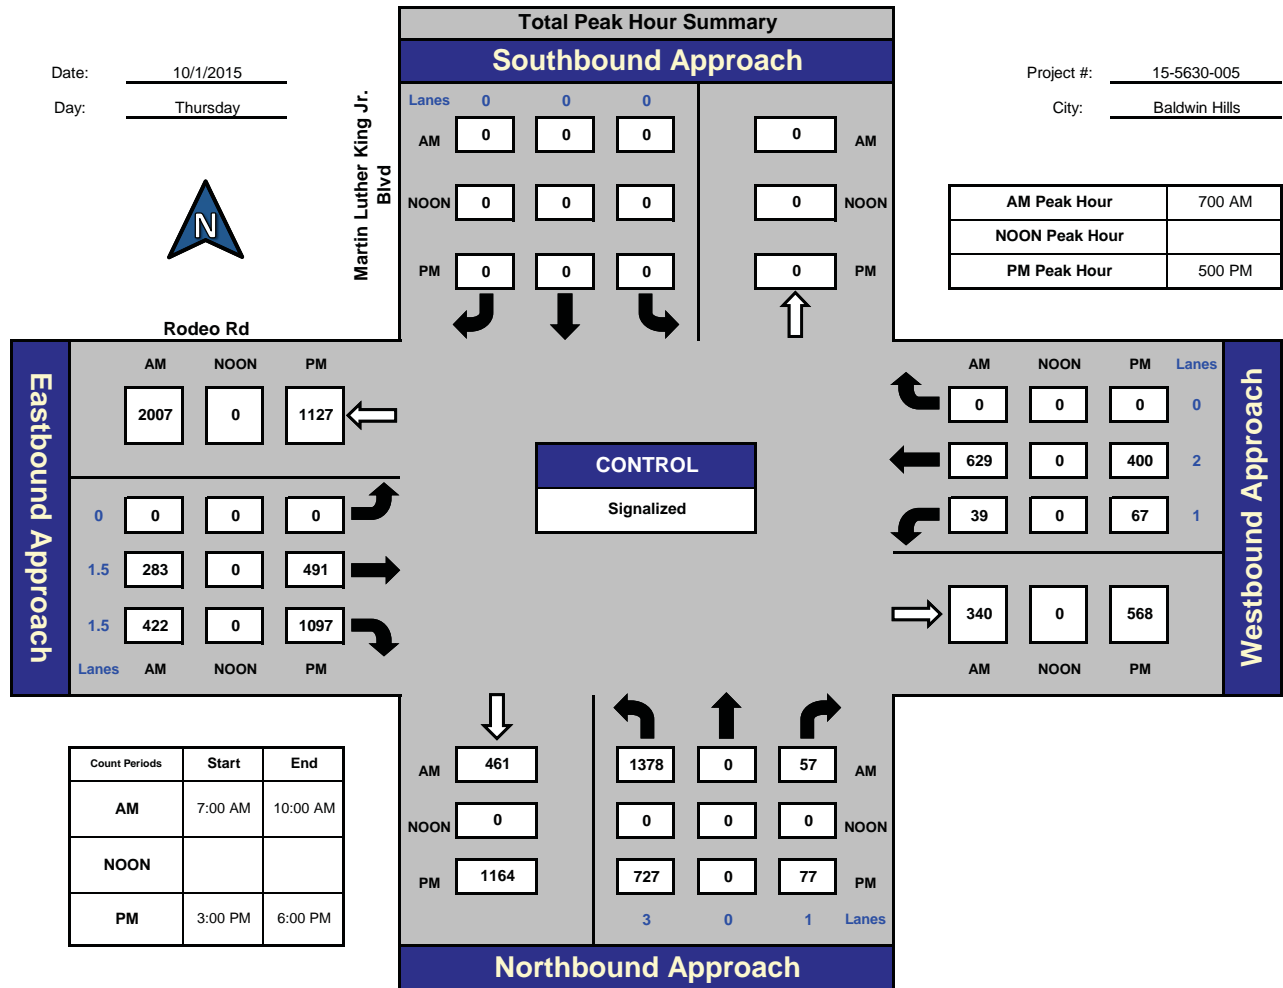 Total Peak Hour Summary
Southbound Approach
Date: 10/1/2015
Day: Thursday
Project #: 15-5630-005
City: Baldwin Hills
Martin Luther King Jr.
Blvd
N
Lanes 0 0 0
AM 0 0 0 0 AM
NOON 0 0 0 0 NOON
PM 0 0 0 0 PM
AM Peak Hour 700 AM
NOON Peak Hour
PM Peak Hour 500 PM
Rodeo Rd
Eastbound Approach
AM NOON PM
2007 0 1127
0 0 0 0
1.5 283 0 491
1.5 422 0 1097
Lanes AM NOON PM
CONTROL
Signalized
AM NOON PM Lanes
0 0 0 0
629 0 400 2
39 0 67 1
340 0 568
AM NOON PM
Westbound Approach
Count Periods Start End
AM 7:00 AM 10:00 AM
NOON
PM 3:00 PM 6:00 PM
AM 461 1378 0 57 AM
NOON 0 0 0 0 NOON
PM 1164 727 0 77 PM
3 0 1 Lanes
Northbound Approach